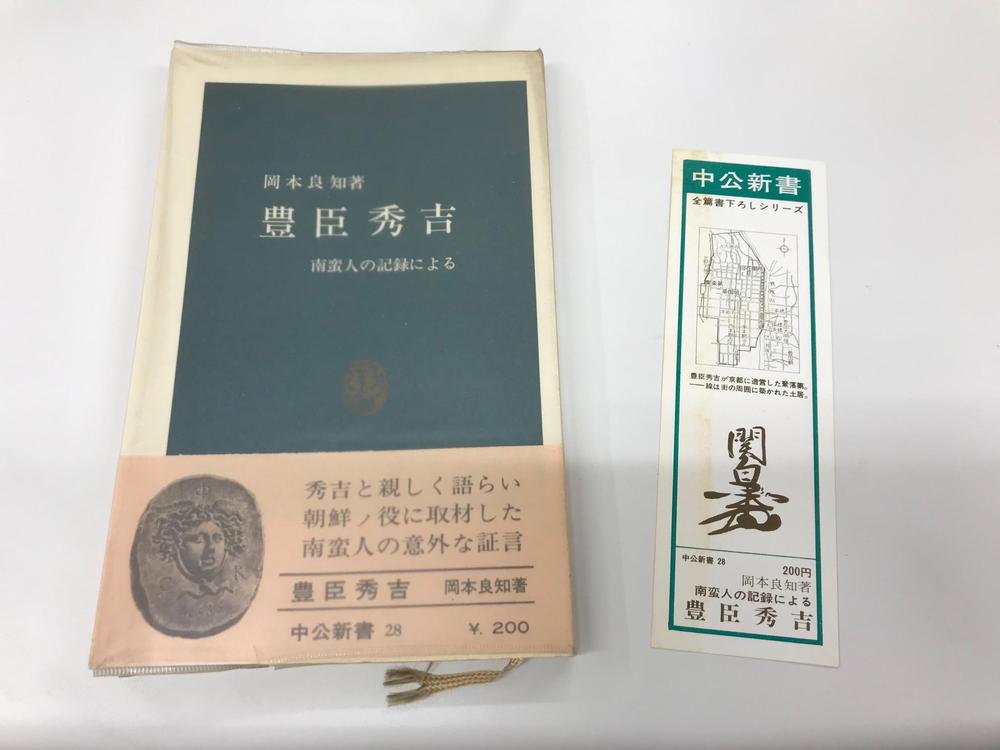 岡本良知著
豊臣秀吉
南蛮人の記録による
秀吉と親しく語らい
朝鮮ノ役に取材した
南蛮人の意外な証言
豊臣秀吉 岡本良知著
中公新書 28 ¥. 200
中公新書
全篇書下ろしシリーズ
豊臣秀吉が京都に造営した聚落第。
──線は街の周囲に築かれた土居。
関白
中公新書 28
200円
岡本良知著
南蛮人の記録による
豊臣秀吉